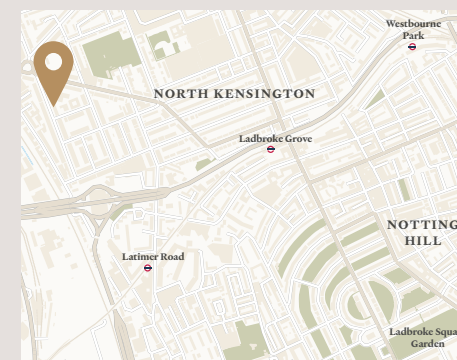 Westbourne
Park
NORTH KENSINGTON
Ladbroke Grove
NOTTING
HILL
Latimer Road
Ladbroke Squa
Garden